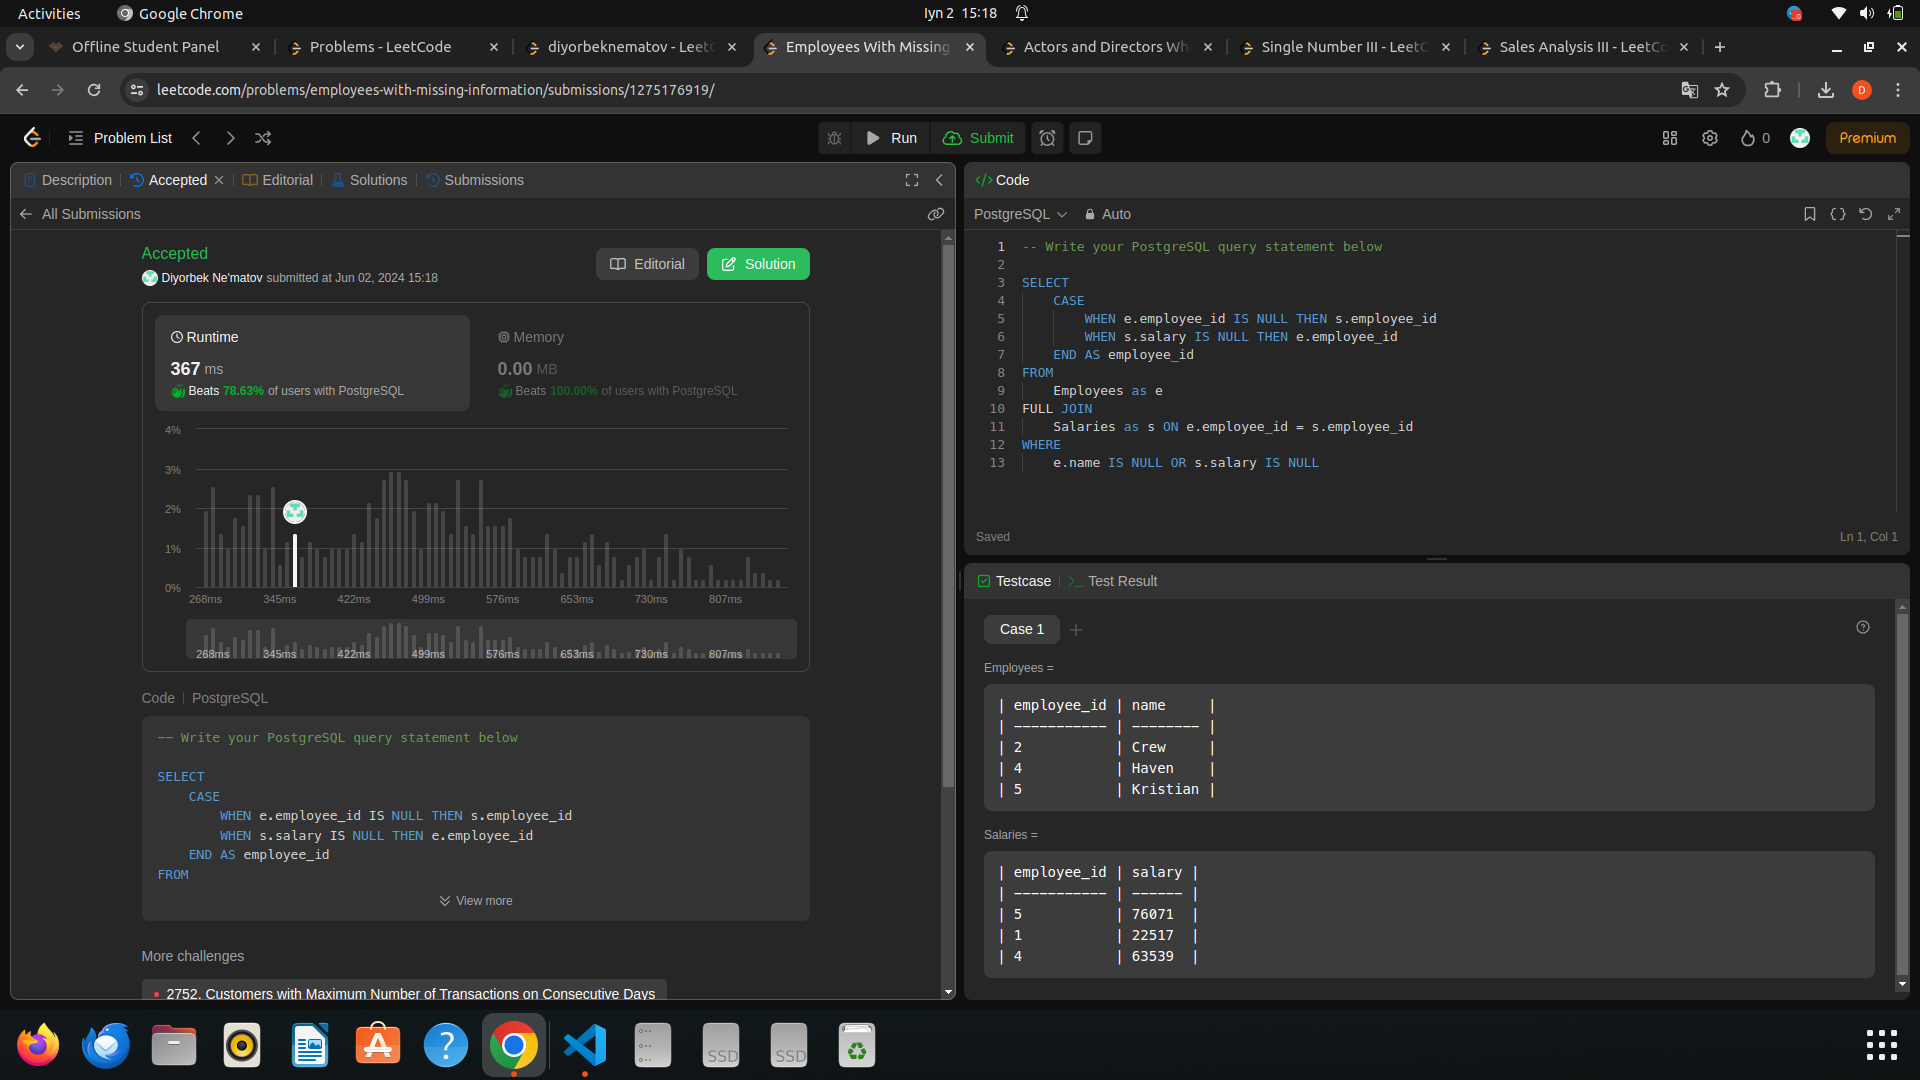 Activities
Google Chrome
Iyn 2 15:18
Offline Student Panel
Problems - LeetCode
diyorbeknematov - LeetC
Employees With Missing
Actors and Directors Wh
Single Number III - LeetC
Sales Analysis III - LeetCo
leetcode.com/problems/employees-with-missing-information/submissions/1275176919/
D
Problem List
Run
Submit
0
Premium
Description
Accepted
Editorial
Solutions
Submissions
All Submissions
Accepted
Diyorbek Ne'matov submitted at Jun 02, 2024 15:18
Editorial
Solution
Runtime
367 ms
Beats 78.63% of users with PostgreSQL
Memory
0.00 MB
Beats 100.00% of users with PostgreSQL
4%
3%
2%
1%
0%
268ms 345ms 422ms 499ms 576ms 653ms 730ms 807ms
268ms 345ms 422ms 499ms 576ms 653ms 730ms 807ms
Code | PostgreSQL
-- Write your PostgreSQL query statement below
SELECT
CASE
WHEN e.employee_id IS NULL THEN s.employee_id
WHEN s.salary IS NULL THEN e.employee_id
END AS employee_id
FROM
View more
More challenges
2752. Customers with Maximum Number of Transactions on Consecutive Days
Code
PostgreSQL
Auto
1 -- Write your PostgreSQL query statement below
2
3 SELECT
4 CASE
5 WHEN e.employee_id IS NULL THEN s.employee_id
6 WHEN s.salary IS NULL THEN e.employee_id
7 END AS employee_id
8 FROM
9 Employees as e
10 FULL JOIN
11 Salaries as s ON e.employee_id = s.employee_id
12 WHERE
13 e.name IS NULL OR s.salary IS NULL
Saved
Ln 1, Col 1
Testcase
Test Result
Case 1
Employees =
| employee_id | name     |
| ----------- | -------- |
| 2           | Crew     |
| 4           | Haven    |
| 5           | Kristian |
Salaries =
| employee_id | salary |
| ----------- | ------ |
| 5           | 76071  |
| 1           | 22517  |
| 4           | 63539  |
SSD
SSD